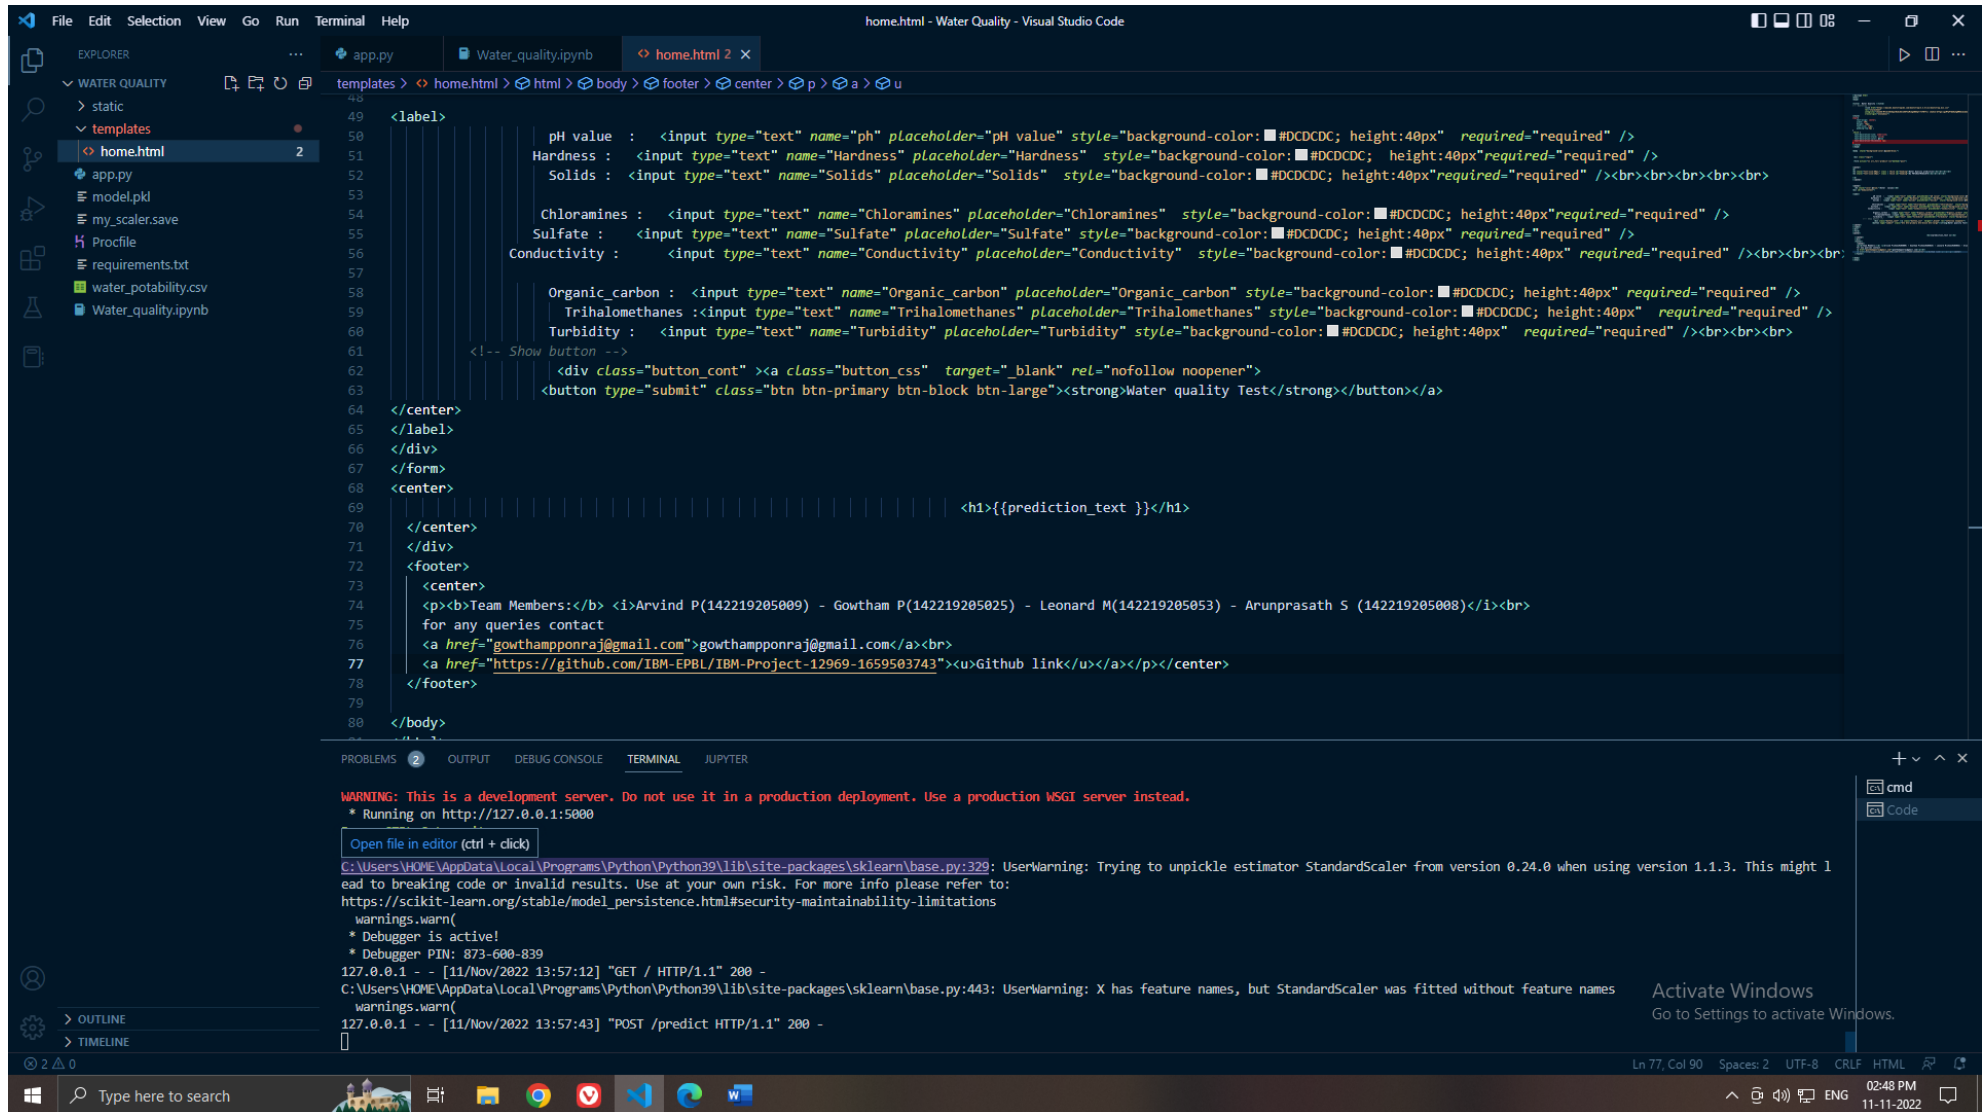 File Edit Selection View Go Run Terminal Help
home.html - Water Quality - Visual Studio Code
EXPLORER
WATER QUALITY
static
templates
home.html 2
app.py
model.pkl
my_scaler.save
Procfile
requirements.txt
water_potability.csv
Water_quality.ipynb
OUTLINE
TIMELINE
app.py Water_quality.ipynb home.html 2
templates > home.html > html > body > footer > center > p > a > u
48
49 <label>
50 pH value : <input type="text" name="ph" placeholder="pH value" style="background-color: #DCDCDC; height:40px" required="required" />
51 Hardness : <input type="text" name="Hardness" placeholder="Hardness" style="background-color: #DCDCDC; height:40px"required="required" />
52 Solids : <input type="text" name="Solids" placeholder="Solids" style="background-color: #DCDCDC; height:40px"required="required" /><br><br><br><br><br>
53
54 Chloramines : <input type="text" name="Chloramines" placeholder="Chloramines" style="background-color: #DCDCDC; height:40px"required="required" />
55 Sulfate : <input type="text" name="Sulfate" placeholder="Sulfate" style="background-color: #DCDCDC; height:40px" required="required" />
56 Conductivity : <input type="text" name="Conductivity" placeholder="Conductivity" style="background-color: #DCDCDC; height:40px" required="required" /><br><br><br>
57
58 Organic_carbon : <input type="text" name="Organic_carbon" placeholder="Organic_carbon" style="background-color: #DCDCDC; height:40px" required="required" />
59 Trihalomethanes :<input type="text" name="Trihalomethanes" placeholder="Trihalomethanes" style="background-color: #DCDCDC; height:40px" required="required" />
60 Turbidity : <input type="text" name="Turbidity" placeholder="Turbidity" style="background-color: #DCDCDC; height:40px" required="required" /><br><br><br>
61 <!-- Show button -->
62 <div class="button_cont" ><a class="button_css" target="_blank" rel="nofollow noopener">
63 <button type="submit" class="btn btn-primary btn-block btn-large"><strong>Water quality Test</strong></button></a>
64 </center>
65 </label>
66 </div>
67 </form>
68 <center>
69 <h1>{{prediction_text }}</h1>
70 </center>
71 </div>
72 <footer>
73 <center>
74 <p><b>Team Members:</b> <i>Arvind P(142219205009) - Gowtham P(142219205025) - Leonard M(142219205053) - Arunprasath S (142219205008)</i><br>
75 for any queries contact
76 <a href="gowthampponraj@gmail.com">gowthampponraj@gmail.com</a><br>
77 <a href="https://github.com/IBM-EPBL/IBM-Project-12969-1659503743"><u>Github link</u></a></p></center>
78 </footer>
79
80 </body>
PROBLEMS 2 OUTPUT DEBUG CONSOLE TERMINAL JUPYTER
cmd
Code
WARNING: This is a development server. Do not use it in a production deployment. Use a production WSGI server instead.
* Running on http://127.0.0.1:5000
Open file in editor (ctrl + click)
C:\Users\HOME\AppData\Local\Programs\Python\Python39\lib\site-packages\sklearn\base.py:329: UserWarning: Trying to unpickle estimator StandardScaler from version 0.24.0 when using version 1.1.3. This might l
ead to breaking code or invalid results. Use at your own risk. For more info please refer to:
https://scikit-learn.org/stable/model_persistence.html#security-maintainability-limitations
warnings.warn(
* Debugger is active!
* Debugger PIN: 873-600-839
127.0.0.1 - - [11/Nov/2022 13:57:12] "GET / HTTP/1.1" 200 -
C:\Users\HOME\AppData\Local\Programs\Python\Python39\lib\site-packages\sklearn\base.py:443: UserWarning: X has feature names, but StandardScaler was fitted without feature names
warnings.warn(
127.0.0.1 - - [11/Nov/2022 13:57:43] "POST /predict HTTP/1.1" 200 -
Activate Windows
Go to Settings to activate Windows.
2 0
Ln 77, Col 90 Spaces: 2 UTF-8 CRLF HTML
Type here to search
ENG
02:48 PM
11-11-2022